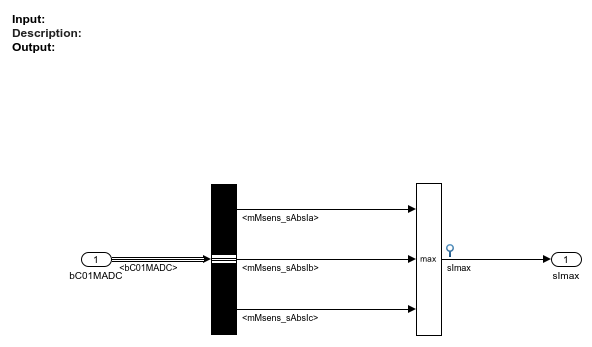 Input:
Description:
Output:
<mMsens_sAbsIa>
1
bC01MADC
<bC01MADC>
<mMsens_sAbsIb>
max
sImax
1
sImax
<mMsens_sAbsIc>